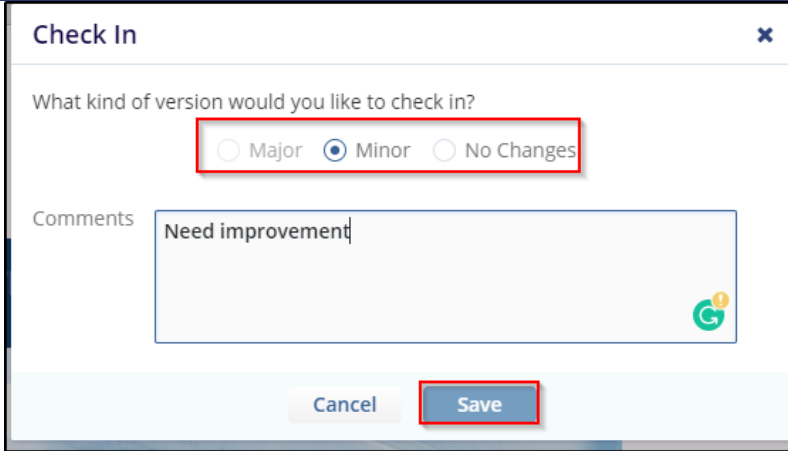 Check In
What kind of version would you like to check in?
Major Minor No Changes
Comments
Need improvement
Cancel Save